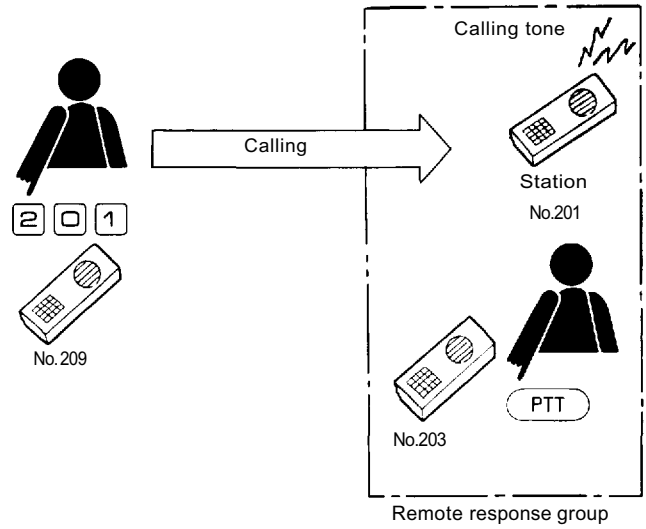 Calling tone
Calling
Station
No.201
2 0 1
No.209
PTT
No.203
Remote response group